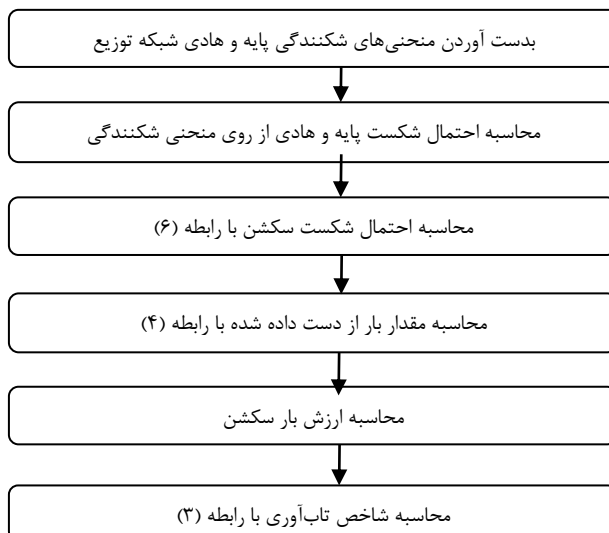 بدست آوردن منحنی‌های شکنندگی پایه و هادی شبکه توزیع
محاسبه احتمال شکست پایه و هادی از روی منحنی شکنندگی
محاسبه احتمال شکست سکشن با رابطه (۶)
محاسبه مقدار بار از دست داده شده با رابطه (۴)
محاسبه ارزش بار سکشن
محاسبه شاخص تاب‌آوری با رابطه (۳)